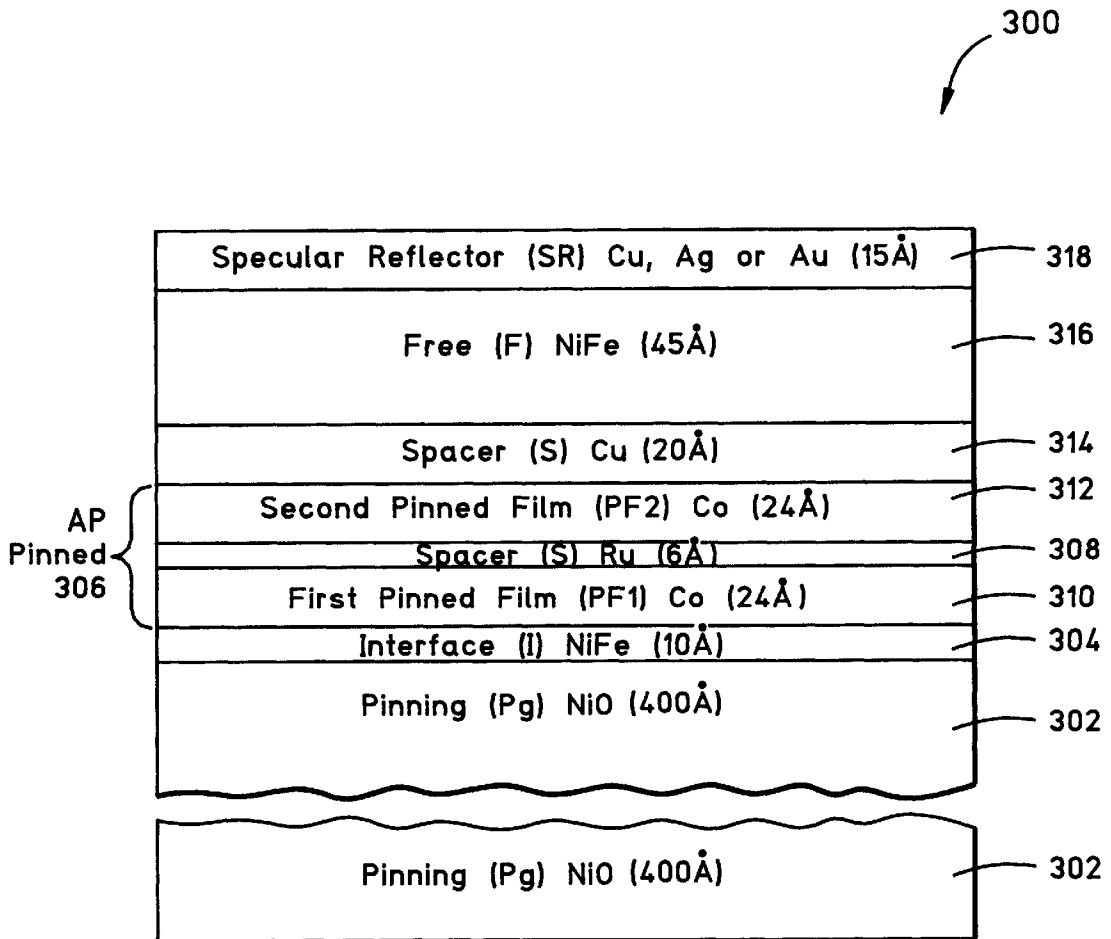 300
Specular Reflector (SR) Cu, Ag or Au (15Å)
318
Free (F) NiFe (45Å)
316
Spacer (S) Cu (20Å)
314
Second Pinned Film (PF2) Co (24Å)
312
AP
Pinned
306
Spacer (S) Ru (6Å)
308
First Pinned Film (PF1) Co (24Å)
310
Interface (I) NiFe (10Å)
304
Pinning (Pg) NiO (400Å)
302
Pinning (Pg) NiO (400Å)
302